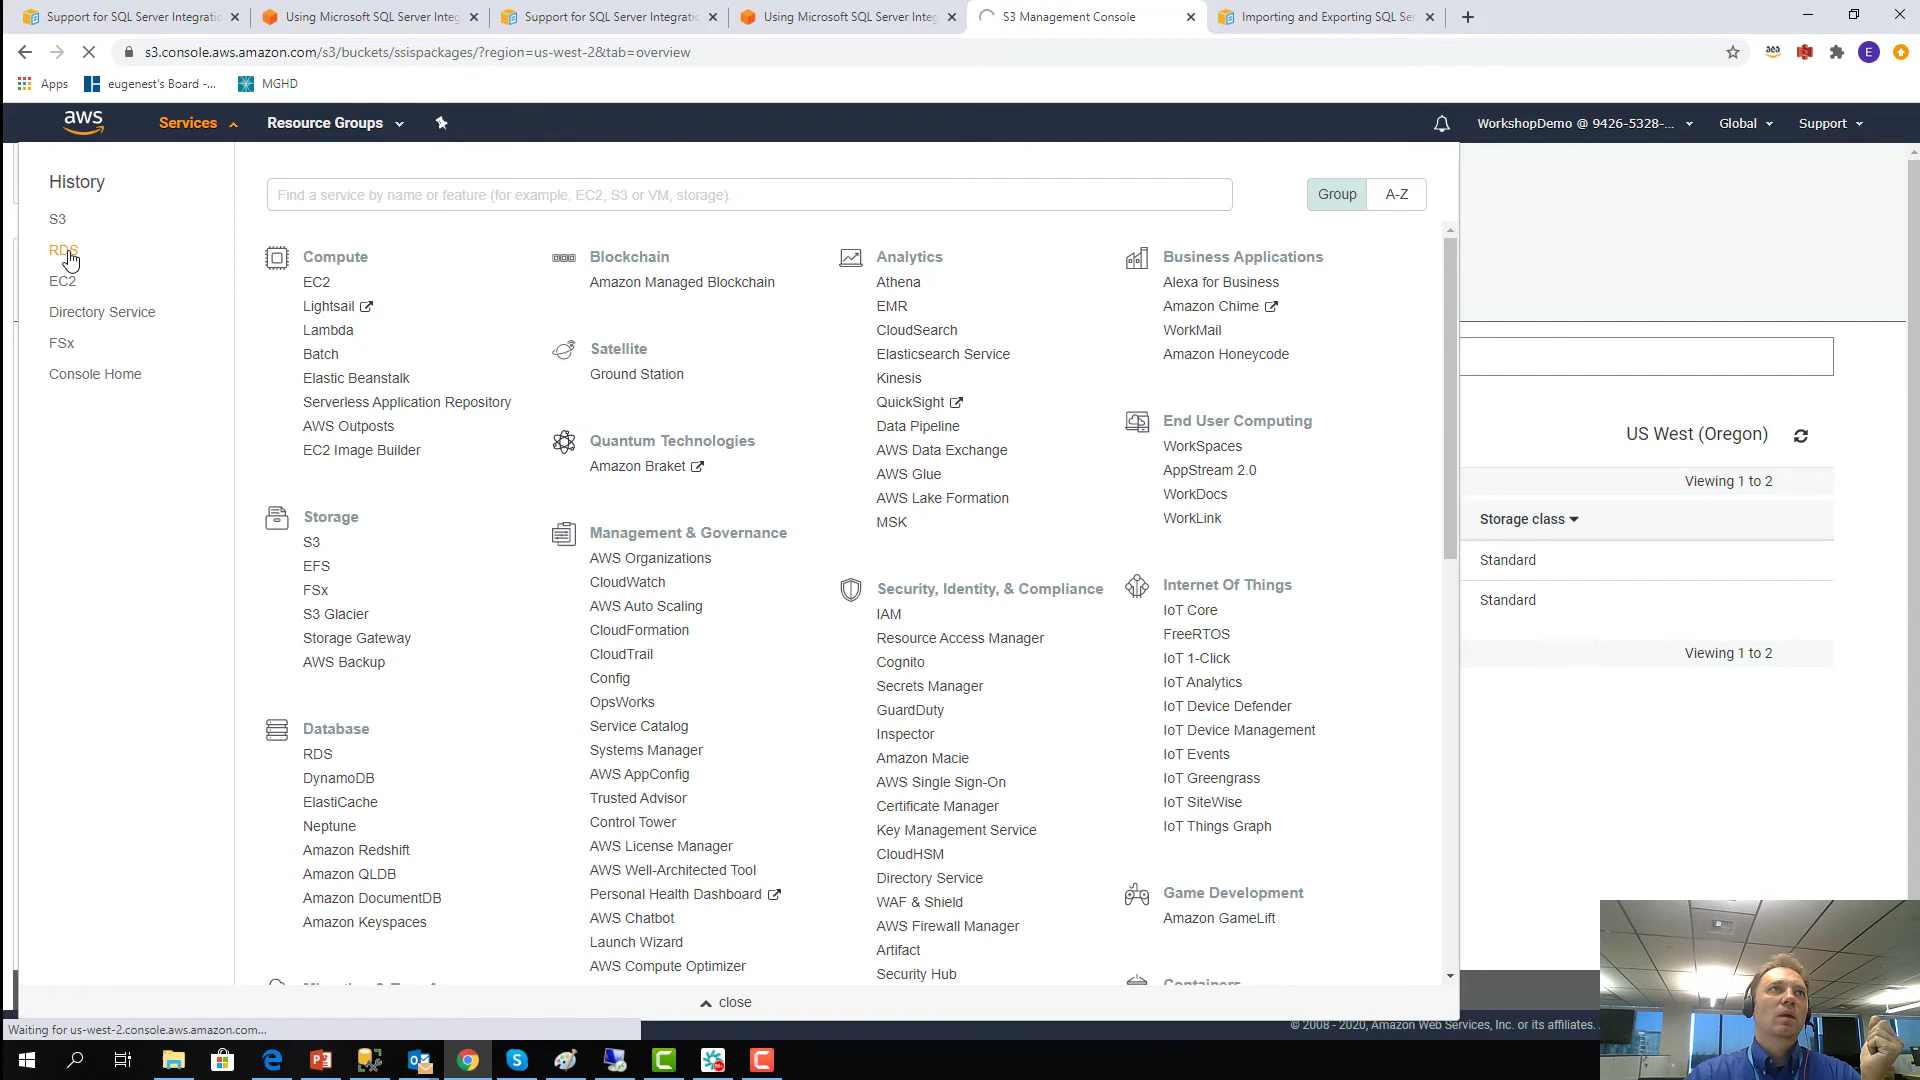 Support for SQL Server Integratio
Using Microsoft SQL Server Integ
Support for SQL Server Integratio
Using Microsoft SQL Server Integ
S3 Management Console
Importing and Exporting SQL Ser
s3.console.aws.amazon.com/s3/buckets/ssispackages/?region=us-west-2&tab=overview
E
Apps
eugenest's Board -...
MGHD
aws
Services
Resource Groups
WorkshopDemo @ 9426-5328-...
Global
Support
History
S3
RDS
EC2
Directory Service
FSx
Console Home
Find a service by name or feature (for example, EC2, S3 or VM, storage).
Group
A-Z
Compute
EC2
Lightsail
Lambda
Batch
Elastic Beanstalk
Serverless Application Repository
AWS Outposts
EC2 Image Builder
Storage
S3
EFS
FSx
S3 Glacier
Storage Gateway
AWS Backup
Database
RDS
DynamoDB
ElastiCache
Neptune
Amazon Redshift
Amazon QLDB
Amazon DocumentDB
Amazon Keyspaces
Blockchain
Amazon Managed Blockchain
Satellite
Ground Station
Quantum Technologies
Amazon Braket
Management & Governance
AWS Organizations
CloudWatch
AWS Auto Scaling
CloudFormation
CloudTrail
Config
OpsWorks
Service Catalog
Systems Manager
AWS AppConfig
Trusted Advisor
Control Tower
AWS License Manager
AWS Well-Architected Tool
Personal Health Dashboard
AWS Chatbot
Launch Wizard
AWS Compute Optimizer
Analytics
Athena
EMR
CloudSearch
Elasticsearch Service
Kinesis
QuickSight
Data Pipeline
AWS Data Exchange
AWS Glue
AWS Lake Formation
MSK
Security, Identity, & Compliance
IAM
Resource Access Manager
Cognito
Secrets Manager
GuardDuty
Inspector
Amazon Macie
AWS Single Sign-On
Certificate Manager
Key Management Service
CloudHSM
Directory Service
WAF & Shield
AWS Firewall Manager
Artifact
Security Hub
Business Applications
Alexa for Business
Amazon Chime
WorkMail
Amazon Honeycode
End User Computing
WorkSpaces
AppStream 2.0
WorkDocs
WorkLink
Internet Of Things
IoT Core
FreeRTOS
IoT 1-Click
IoT Analytics
IoT Device Defender
IoT Device Management
IoT Events
IoT Greengrass
IoT SiteWise
IoT Things Graph
Game Development
Amazon GameLift
Containers
US West (Oregon)
Viewing 1 to 2
Storage class
Standard
Standard
Viewing 1 to 2
close
Waiting for us-west-2.console.aws.amazon.com...
© 2008 - 2020, Amazon Web Services, Inc. or its affiliates.